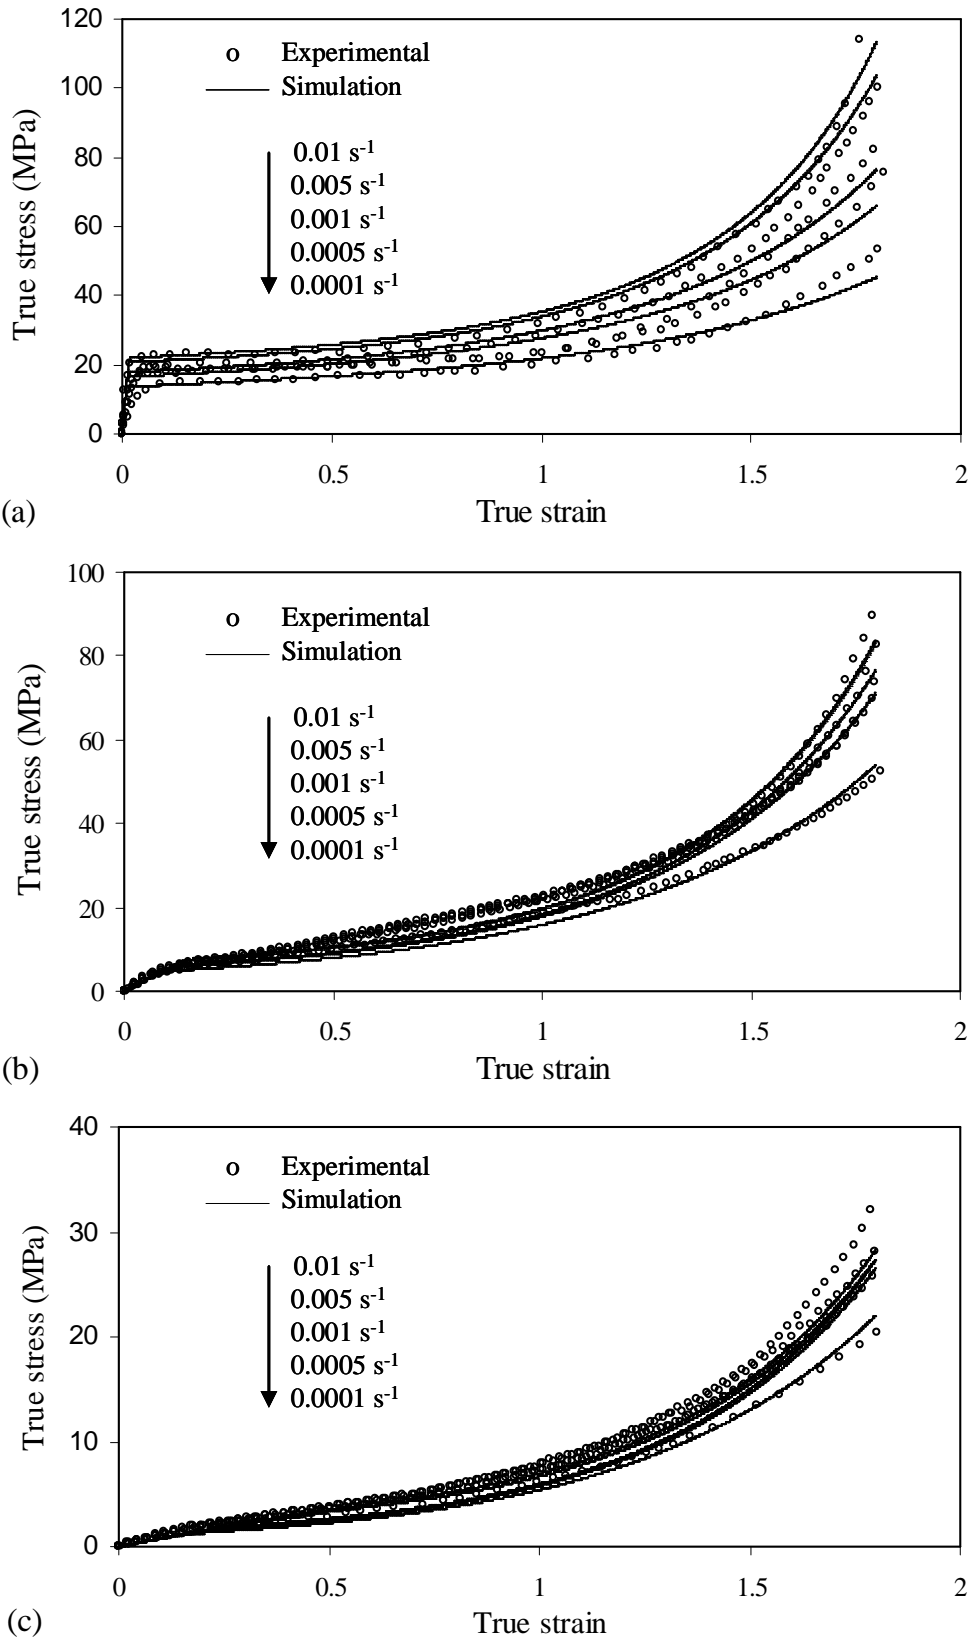 120
100
80
60
40
20
0
True stress (MPa)
o Experimental
Simulation
0.01 s⁻¹
0.005 s⁻¹
0.001 s⁻¹
0.0005 s⁻¹
0.0001 s⁻¹
0 0.5 1 1.5 2
True strain
(a)
100
80
60
40
20
0
True stress (MPa)
o Experimental
Simulation
0.01 s⁻¹
0.005 s⁻¹
0.001 s⁻¹
0.0005 s⁻¹
0.0001 s⁻¹
0 0.5 1 1.5 2
True strain
(b)
40
30
20
10
0
True stress (MPa)
o Experimental
Simulation
0.01 s⁻¹
0.005 s⁻¹
0.001 s⁻¹
0.0005 s⁻¹
0.0001 s⁻¹
0 0.5 1 1.5 2
True strain
(c)